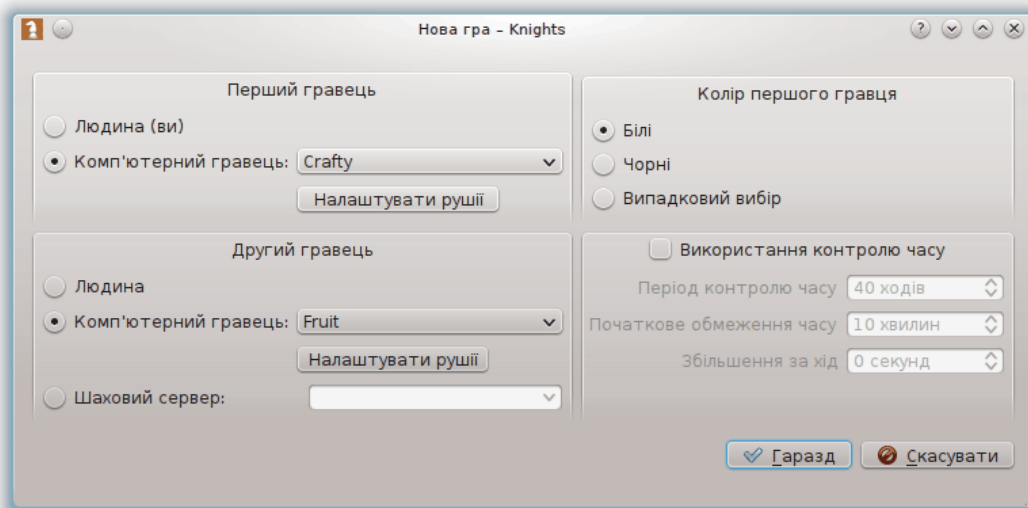 Нова гра – Knights
Перший гравець
Людина (ви)
Комп'ютерний гравець: Crafty
Налаштувати рушії
Колір першого гравця
Білі
Чорні
Випадковий вибір
Другий гравець
Людина
Комп'ютерний гравець: Fruit
Налаштувати рушії
Шаховий сервер:
Використання контролю часу
Період контролю часу 40 ходів
Початкове обмеження часу 10 хвилин
Збільшення за хід 0 секунд
Гаразд
Скасувати